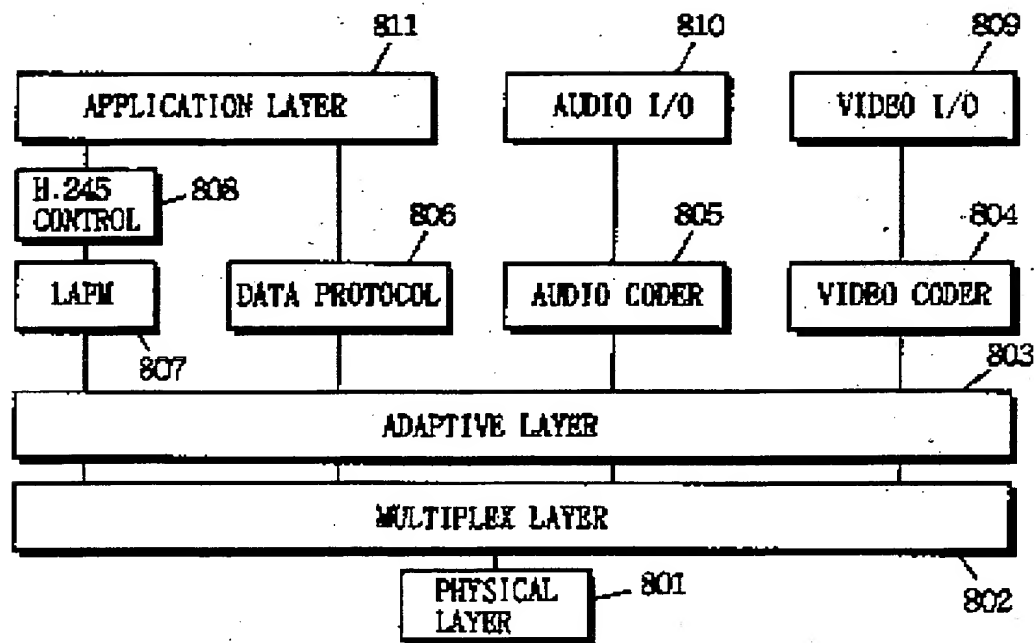 811
810
809
APPLICATION LAYER
AUDIO I/O
VIDEO I/O
H.245
CONTROL
808
806
805
804
LAPM
DATA PROTOCOL
AUDIO CODER
VIDEO CODER
807
803
ADAPTIVE LAYER
MULTIPLEX LAYER
PHYSICAL
LAYER
801
802